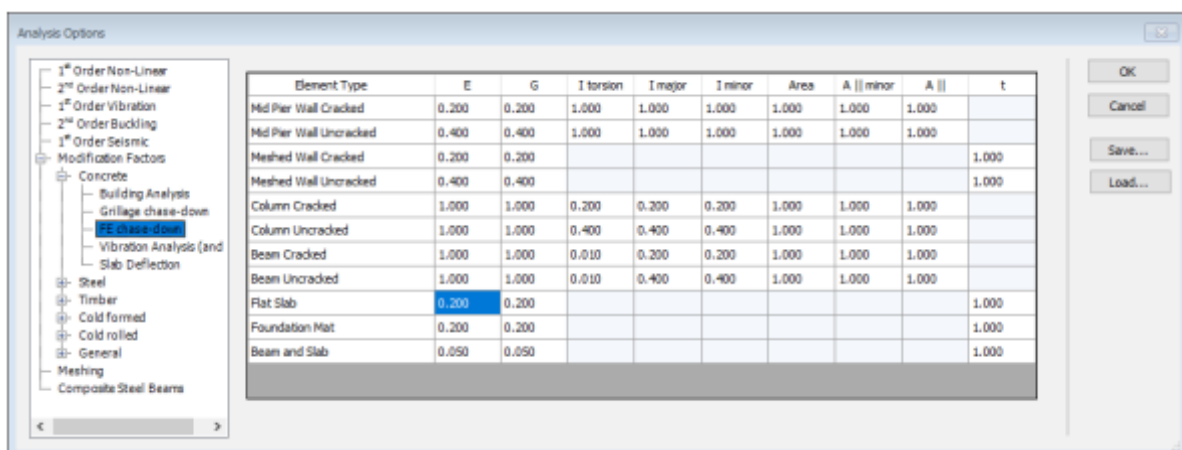 Analysis Options
1st Order Non-Linear
2nd Order Non-Linear
1st Order Vibration
2nd Order Buckling
1st Order Seismic
Modification Factors
Concrete
Building Analysis
Grillage chase-down
FE chase-down
Vibration Analysis (and
Slab Deflection
Steel
Timber
Cold formed
Cold rolled
General
Meshing
Composite Steel Beams
Element Type E G I torsion I major I minor Area A || minor A || t
Mid Pier Wall Cracked 0.200 0.200 1.000 1.000 1.000 1.000 1.000 1.000
Mid Pier Wall Uncracked 0.400 0.400 1.000 1.000 1.000 1.000 1.000 1.000
Meshed Wall Cracked 0.200 0.200 1.000
Meshed Wall Uncracked 0.400 0.400 1.000
Column Cracked 1.000 1.000 0.200 0.200 0.200 1.000 1.000 1.000
Column Uncracked 1.000 1.000 0.400 0.400 0.400 1.000 1.000 1.000
Beam Cracked 1.000 1.000 0.010 0.200 0.200 1.000 1.000 1.000
Beam Uncracked 1.000 1.000 0.010 0.400 0.400 1.000 1.000 1.000
Flat Slab 0.200 0.200 1.000
Foundation Mat 0.200 0.200 1.000
Beam and Slab 0.050 0.050 1.000
OK
Cancel
Save...
Load...